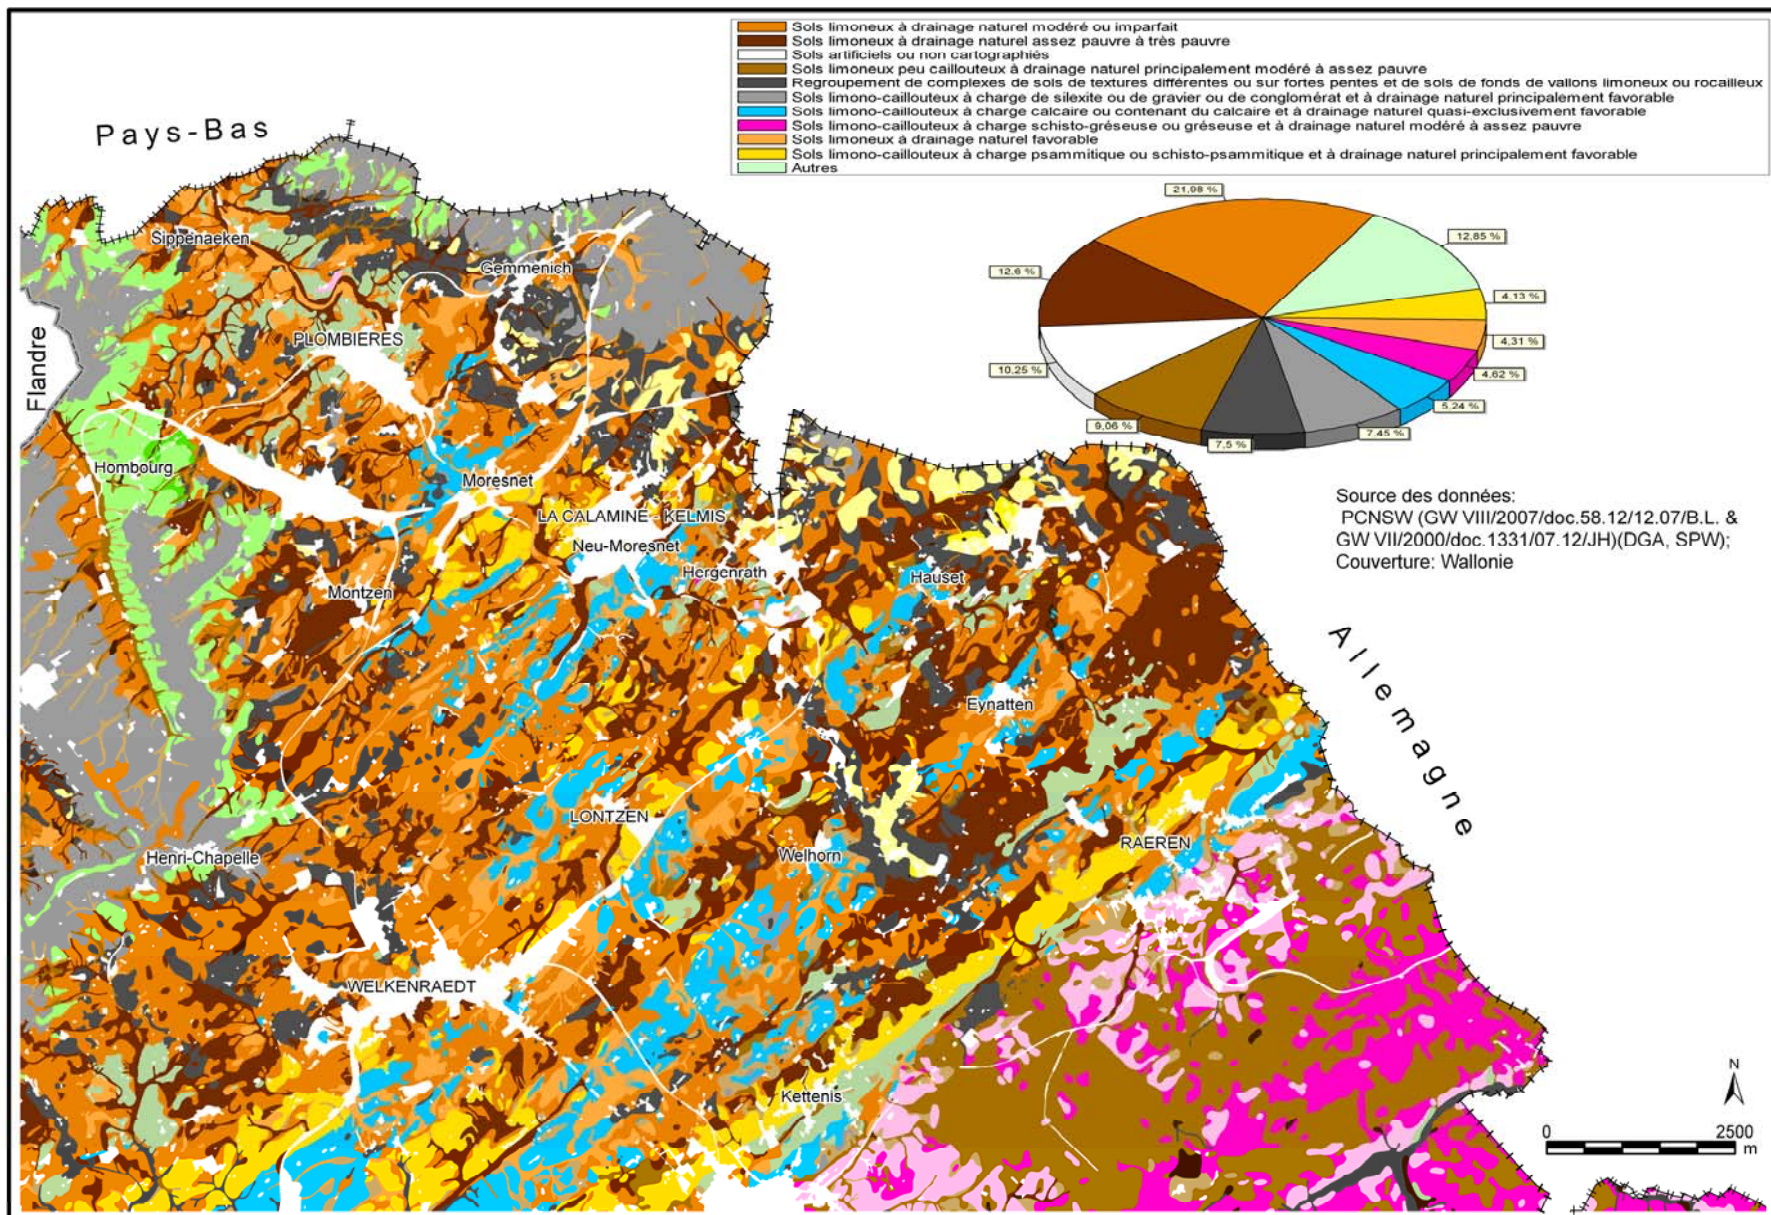 Sols limoneux à drainage naturel modéré ou imparfait
Sols limoneux à drainage naturel assez pauvre à très pauvre
Sols artificiels ou non cartographiés
Sols limoneux peu caillouteux à drainage naturel principalement modéré à assez pauvre
Regroupement de complexes de sols de textures différentes ou sur fortes pentes et de sols de fonds de vallons limoneux ou rocailleux
Sols limono-caillouteux à charge de silexite ou de gravier ou de conglomérat et à drainage naturel principalement favorable
Sols limono-caillouteux à charge calcaire ou contenant du calcaire et à drainage naturel quasi-exclusivement favorable
Sols limono-caillouteux à charge schisto-gréseuse ou gréseuse et à drainage naturel modéré à assez pauvre
Sols limoneux à drainage naturel favorable
Sols limono-caillouteux à charge psammitique ou schisto-psammitique et à drainage naturel principalement favorable
Autres
21,98 %
12,85 %
12,6 %
4,13 %
4,31 %
10,25 %
4,62 %
5,24 %
9,06 %
7,5 %
7,45 %
Pays-Bas
Sippenaeken
Gemmenich
Flandre
PLOMBIERES
Hombourg
Moresnet
LA CALAMINE - KELMIS
Neu-Moresnet
Hergenrath
Hauset
Montzen
Eynatten
Allemagne
LONTZEN
Henri-Chapelle
Welhorn
RAEREN
WELKENRAEDT
Kettenis
Source des données:
PCNSW (GW VIII/2007/doc.58.12/12.07/B.L. &
GW VII/2000/doc.1331/07.12/JH)(DGA, SPW);
Couverture: Wallonie
N
0 2500
m